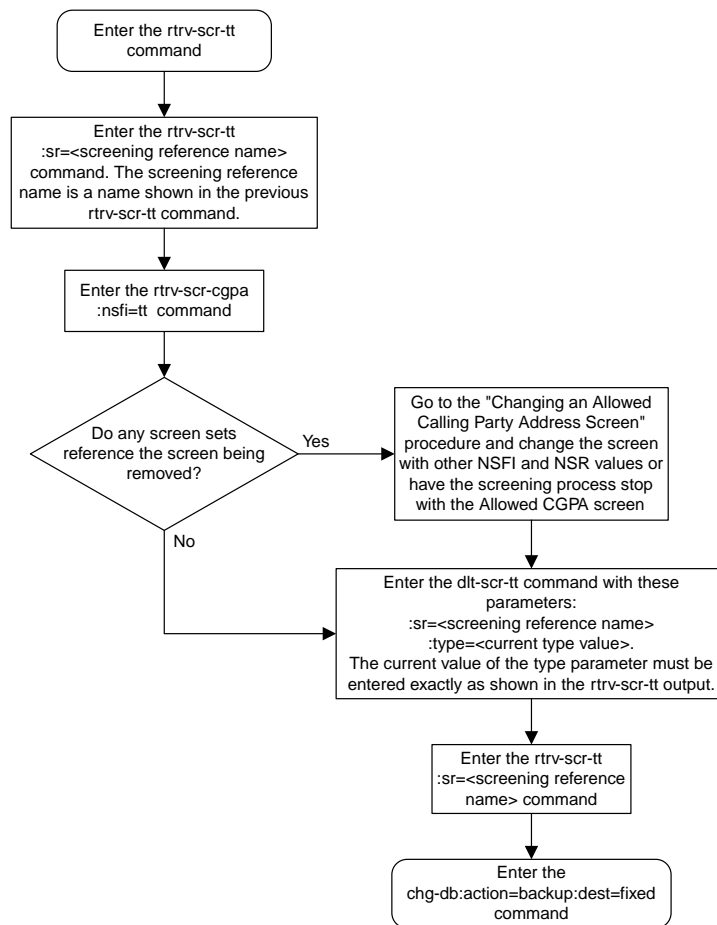 Enter the rtrv-scr-tt
command
Enter the rtrv-scr-tt
:sr=<screening reference name>
command. The screening reference
name is a name shown in the previous
rtrv-scr-tt command.
Enter the rtrv-scr-cgpa
:nsfi=tt command
Do any screen sets
reference the screen being
removed?
Yes
No
Go to the "Changing an Allowed
Calling Party Address Screen"
procedure and change the screen
with other NSFI and NSR values or
have the screening process stop
with the Allowed CGPA screen
Enter the dlt-scr-tt command with these
parameters:
:sr=<screening reference name>
:type=<current type value>.
The current value of the type parameter must be
entered exactly as shown in the rtrv-scr-tt output.
Enter the rtrv-scr-tt
:sr=<screening reference
name> command
Enter the
chg-db:action=backup:dest=fixed
command